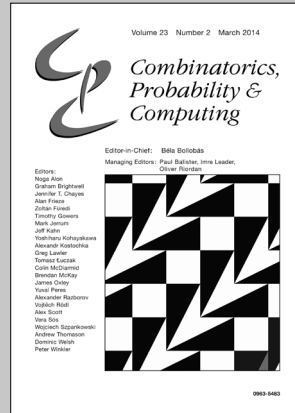 Volume 23 Number 2 March 2014
Combinatorics,
Probability &
Computing
Editor-in-Chief: Béla Bollobás
Managing Editors: Paul Balister, Imre Leader,
Oliver Riordan
Editors:
Noga Alon
Graham Brightwell
Jennifer T. Chayes
Alan Frieze
Zoltán Füredi
Timothy Gowers
Mark Jerrum
Jeff Kahn
Yoshiharu Kohayakawa
Alexandr Kostochka
Greg Lawler
Tomasz Łuczak
Colin McDiarmid
Brendan McKay
James Oxley
Yuval Peres
Alexander Razborov
Vojtěch Rödl
Alex Scott
Vera Sós
Wojciech Szpankowski
Andrew Thomason
Dominic Welsh
Peter Winkler
0963-5483